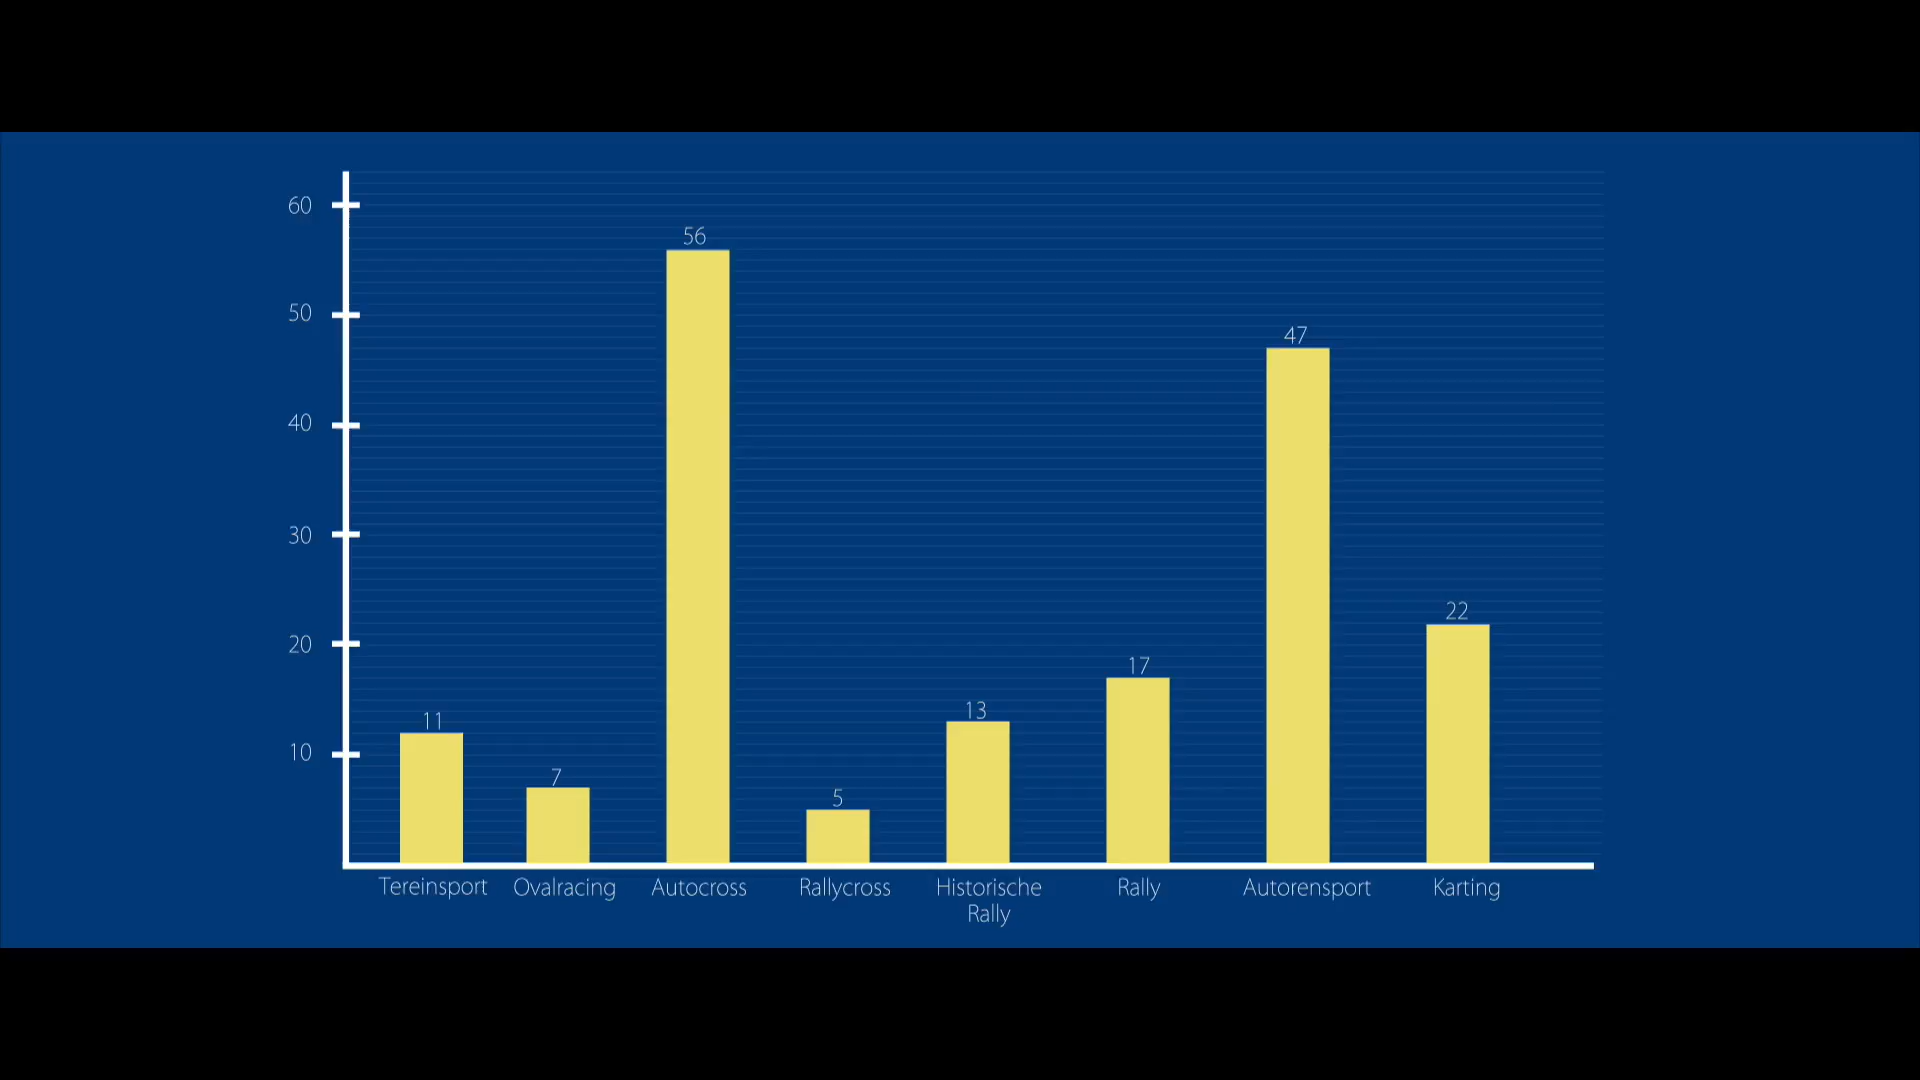 60
50
40
30
20
10
11
7
56
5
13
17
47
22
Tereinsport
Ovalracing
Autocross
Rallycross
Historische
Rally
Rally
Autorensport
Karting